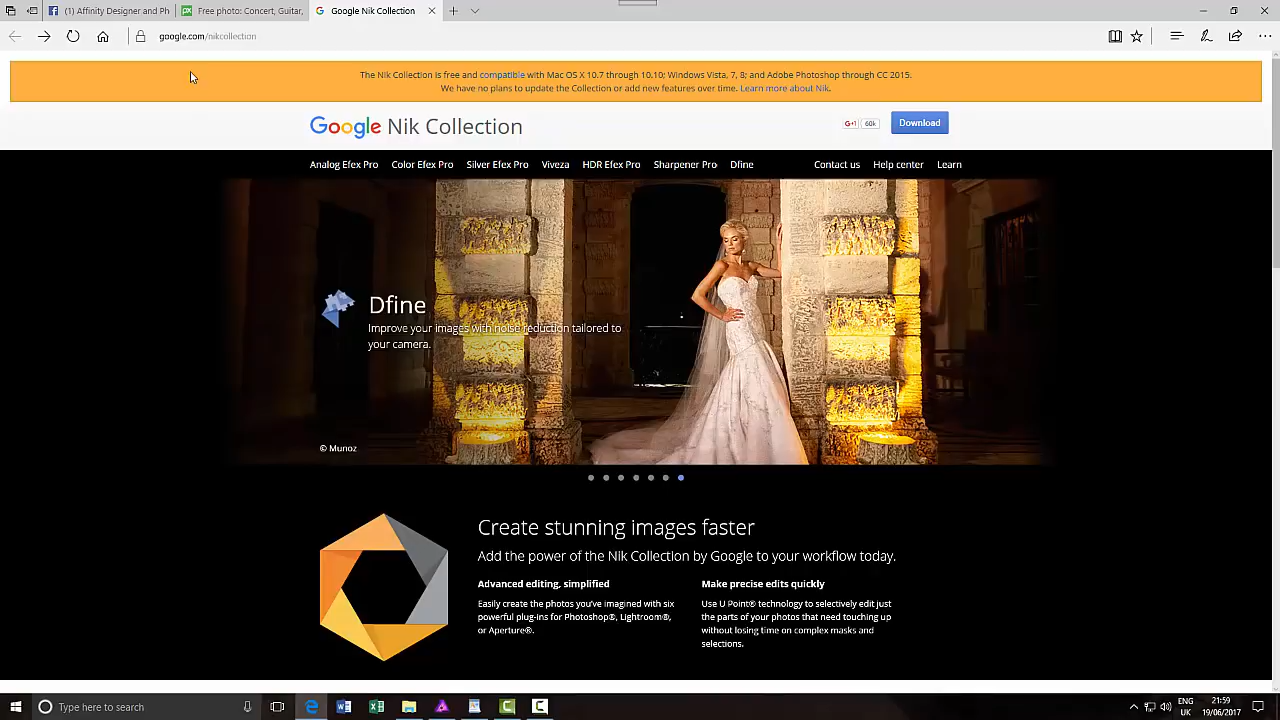 (1) Affinity Designer and Ph
Free photo: Concert, Guitar,
Google Nik Collection
google.com/nikcollection
The Nik Collection is free and compatible with Mac OS X 10.7 through 10.10; Windows Vista, 7, 8; and Adobe Photoshop through CC 2015.
We have no plans to update the Collection or add new features over time. Learn more about Nik.
Google Nik Collection
G+1 60k
Download
Analog Efex Pro Color Efex Pro Silver Efex Pro Viveza HDR Efex Pro Sharpener Pro Dfine Contact us Help center Learn
Dfine
Improve your images with noise reduction tailored to
your camera.
© Munoz
Create stunning images faster
Add the power of the Nik Collection by Google to your workflow today.
Advanced editing, simplified
Easily create the photos you've imagined with six
powerful plug-ins for Photoshop®, Lightroom®,
or Aperture®.
Make precise edits quickly
Use U Point® technology to selectively edit just
the parts of your photos that need touching up
without losing time on complex masks and
selections.
Type here to search
ENG
UK
21:59
19/06/2017